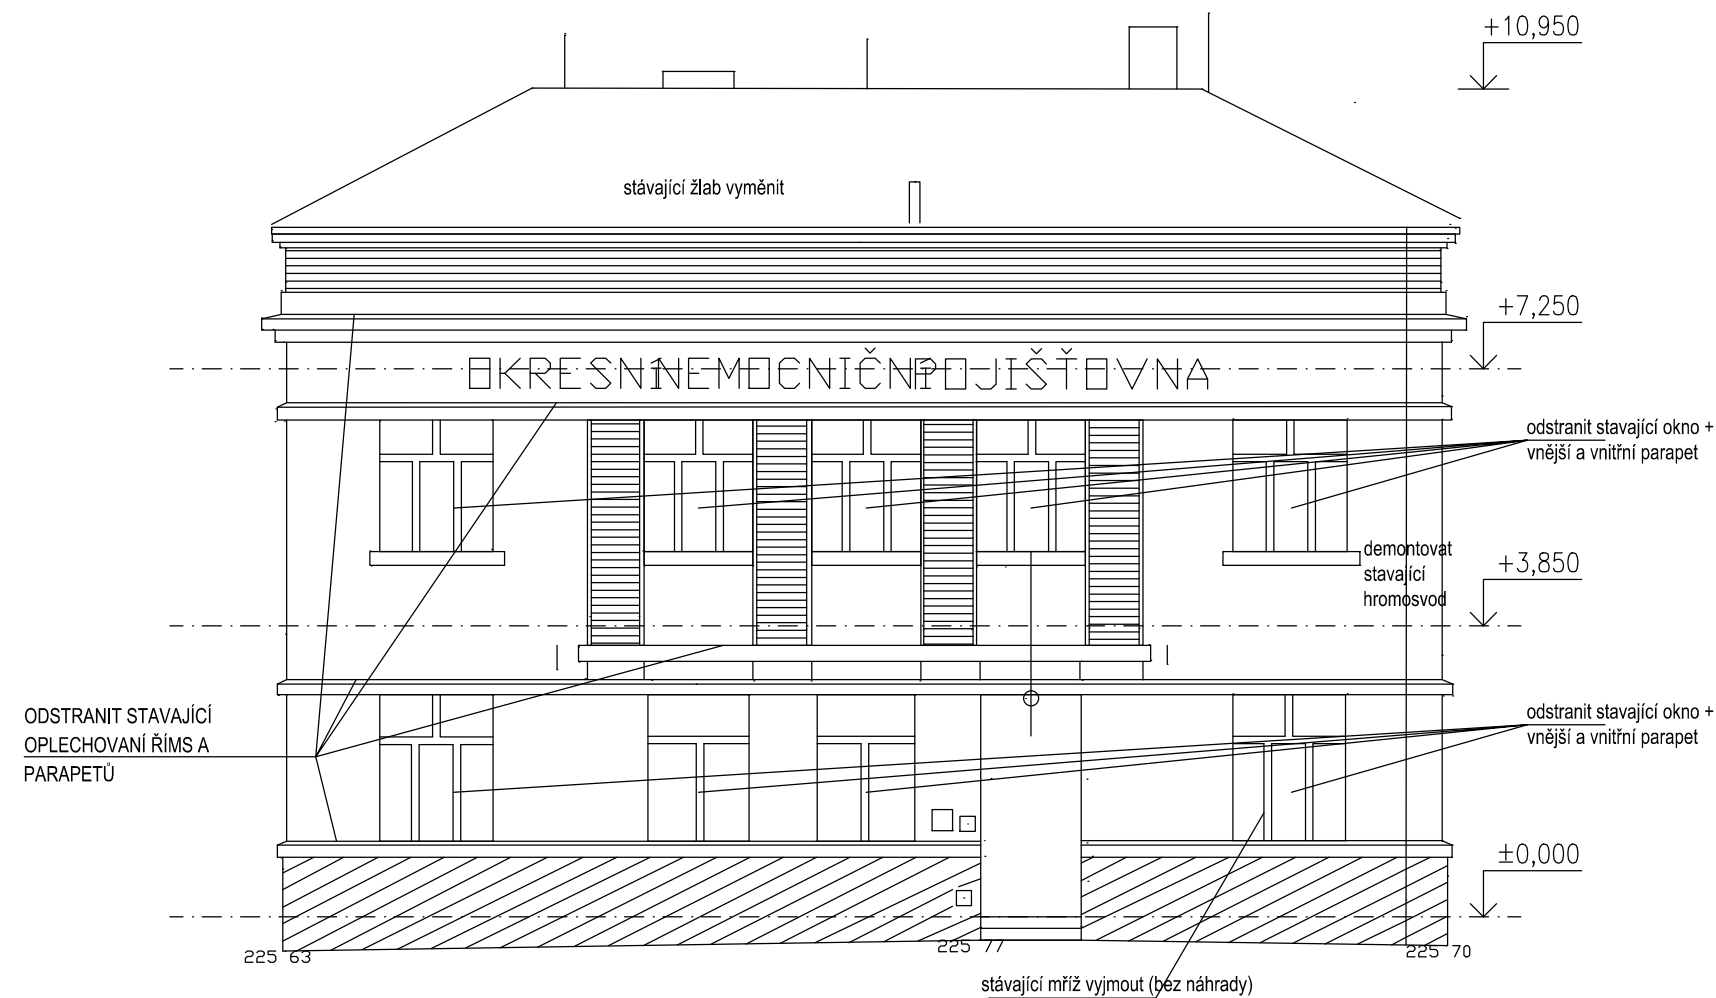 +10,950
stávající žlab vyměnit
+7,250
OKRESNÍ NEMOCNIČNÍ POJIŠŤOVNA
odstranit stavající okno +
vnější a vnitřní parapet
demontovat
stavající
hromosvod
+3,850
ODSTRANIT STAVAJÍCÍ
OPLECHOVANÍ ŘÍMS A
PARAPETŮ
odstranit stavající okno +
vnější a vnitřní parapet
±0,000
225 63
225 77
225 70
stávající mříž vyjmout (bez náhrady)